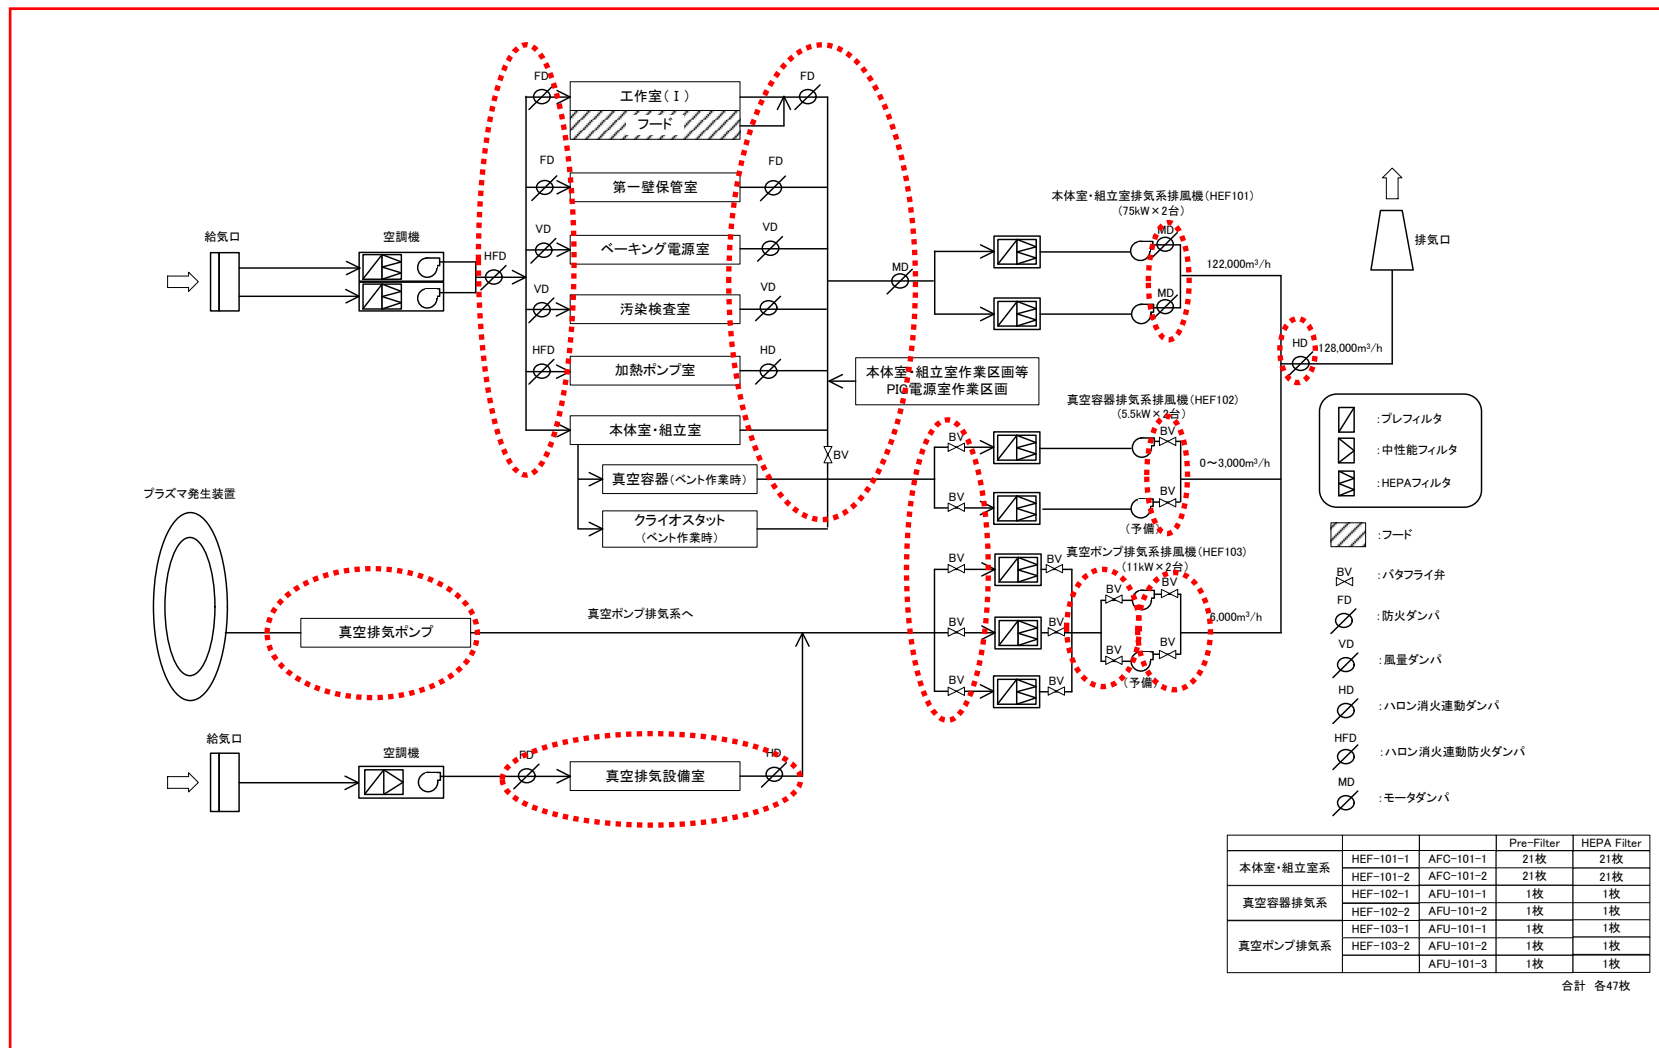 FD
工作室(Ⅰ)
フード
FD
FD
第一壁保管室
FD
VD
ベーキング電源室
VD
VD
汚染検査室
VD
HFD
加熱ポンプ室
HD
本体室・組立室
真空容器(ベント作業時)
クライオスタット
(ベント作業時)
BV
給気口
空調機
HFD
MD
本体室・組立室排気系排風機(HEF101)
(75kW×2台)
MD
MD
122,000m³/h
排気口
HD
128,000m³/h
本体室・組立室作業区画等
PIG電源室作業区画
真空容器排気系排風機(HEF102)
(5.5kW×2台)
BV
BV
BV
BV
(予備)
0～3,000m³/h
真空ポンプ排気系排風機(HEF103)
(11kW×2台)
BV
BV
BV
BV
BV
BV
BV
BV
BV
BV
(予備)
6,000m³/h
プラズマ発生装置
真空排気ポンプ
真空ポンプ排気系へ
給気口
空調機
FD
真空排気設備室
HD
:プレフィルタ
:中性能フィルタ
:HEPAフィルタ
:フード
BV
:バタフライ弁
FD
:防火ダンパ
VD
:風量ダンパ
HD
:ハロン消火連動ダンパ
HFD
:ハロン消火連動防火ダンパ
MD
:モータダンパ
Pre-Filter HEPA Filter
本体室・組立室系 HEF-101-1 AFC-101-1 21枚 21枚
HEF-101-2 AFC-101-2 21枚 21枚
真空容器排気系 HEF-102-1 AFU-101-1 1枚 1枚
HEF-102-2 AFU-101-2 1枚 1枚
真空ポンプ排気系 HEF-103-1 AFU-101-1 1枚 1枚
HEF-103-2 AFU-101-2 1枚 1枚
AFU-101-3 1枚 1枚
合計 各47枚